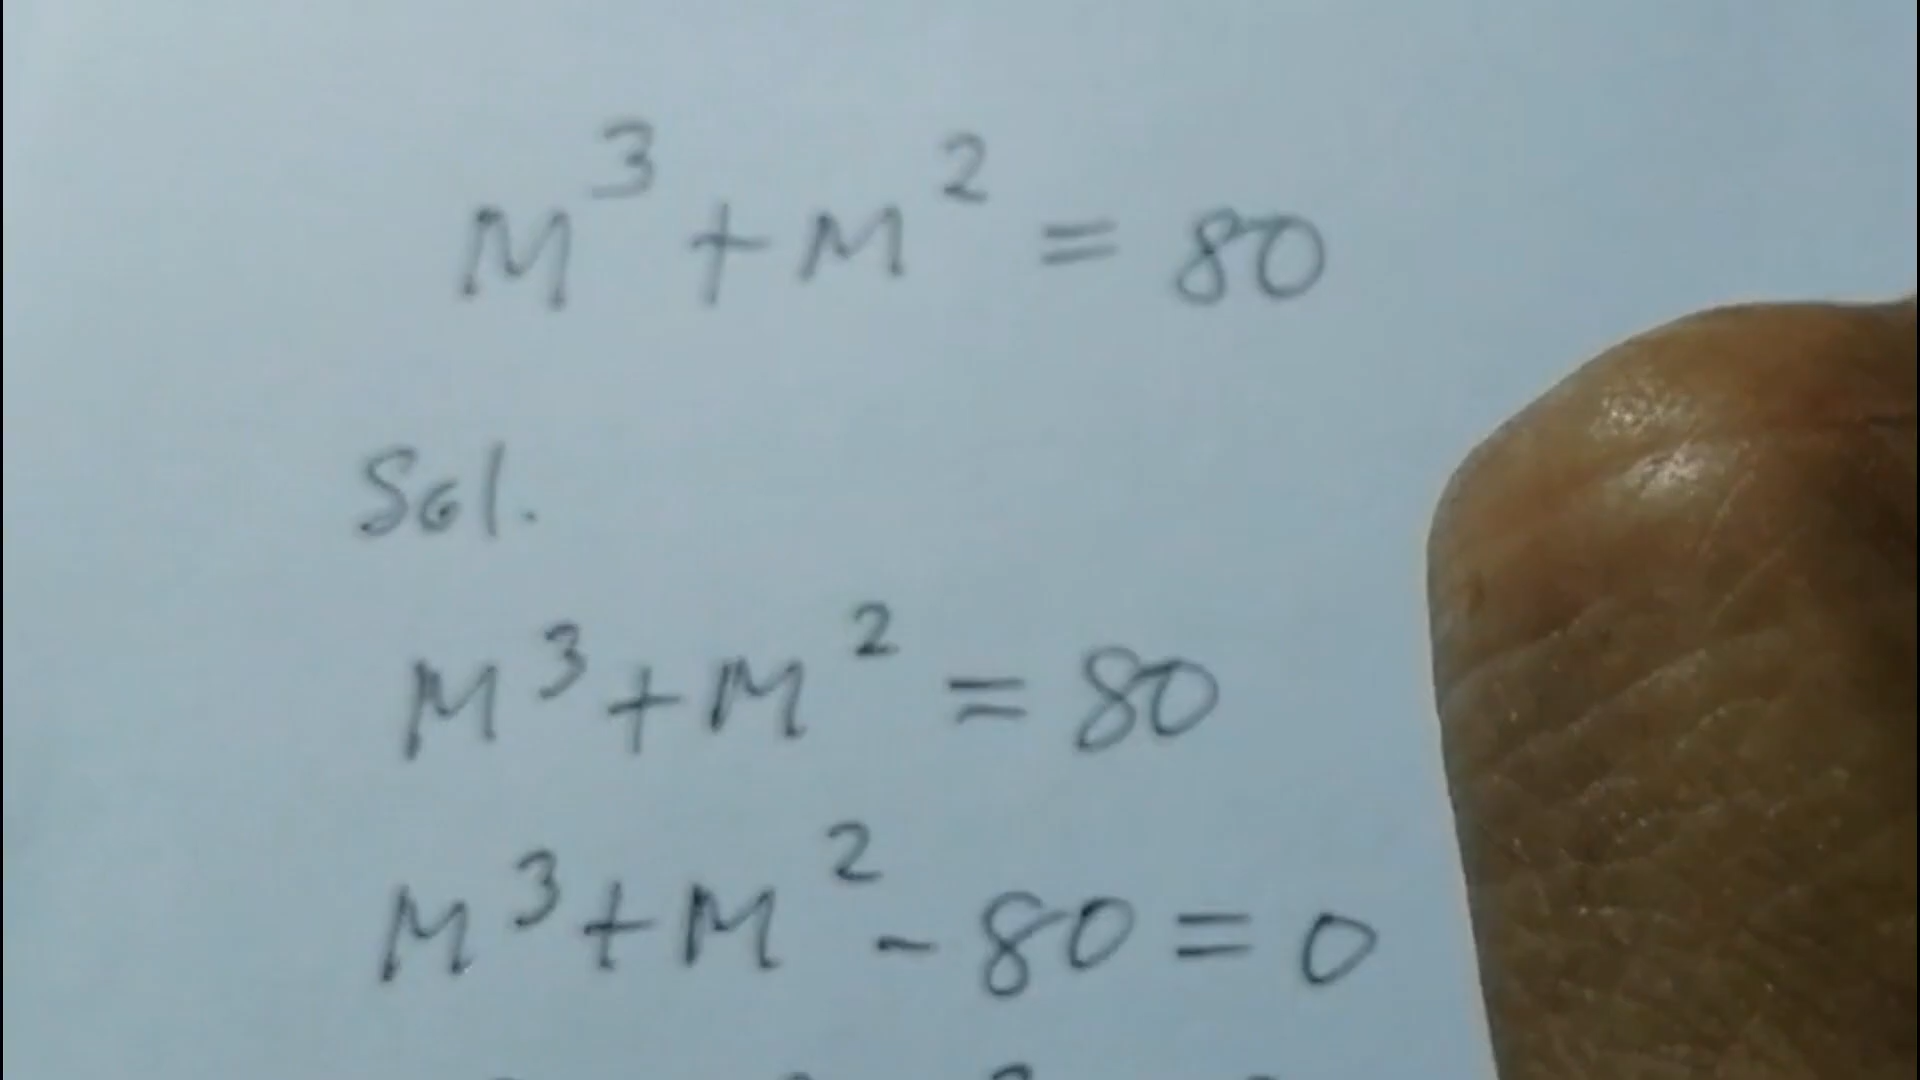 M³ + M² = 80
Sol.
M³ + M² = 80
M³ + M² - 80 = 0